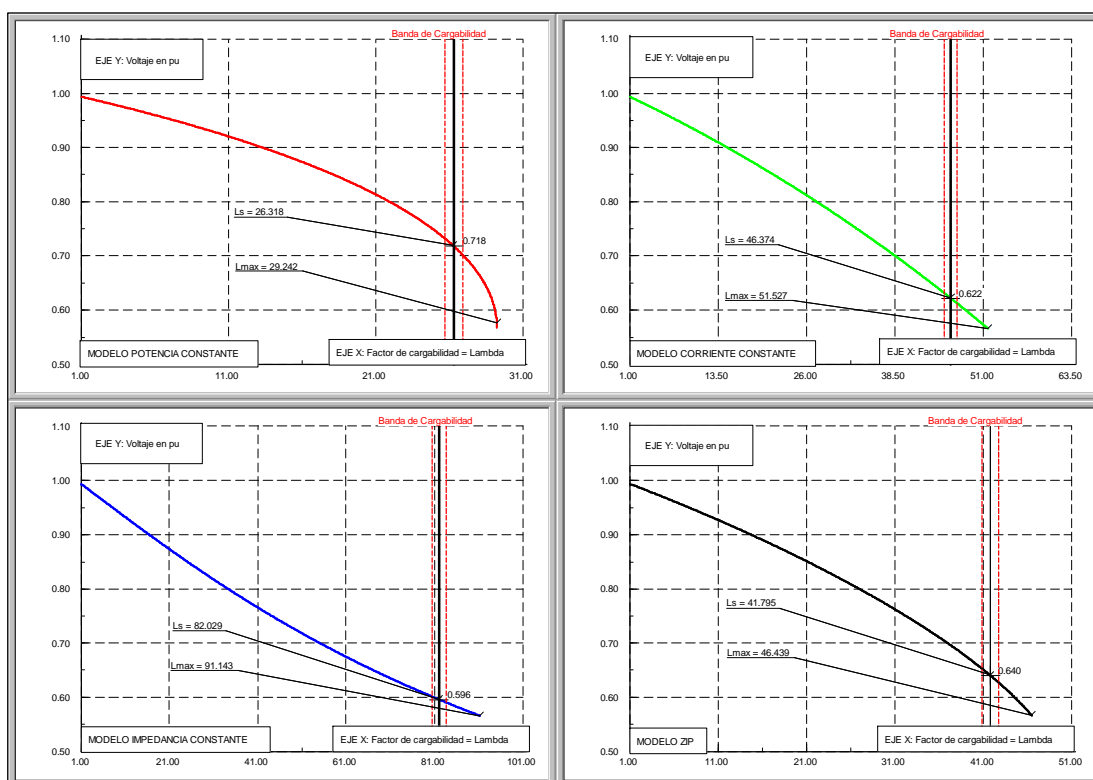 Banda de Cargabilidad
1.10
EJE Y: Voltaje en pu
1.00
0.90
0.80
Ls = 26.318
0.718
0.70
Lmax = 29.242
0.60
MODELO POTENCIA CONSTANTE
EJE X: Factor de cargabilidad = Lambda
0.50
1.00 11.00 21.00 31.00
Banda de Cargabilidad
1.10
EJE Y: Voltaje en pu
1.00
0.90
0.80
Ls = 46.374
0.70
Lmax = 51.527
0.622
0.60
MODELO CORRIENTE CONSTANTE
EJE X: Factor de cargabilidad = Lambda
0.50
1.00 13.50 26.00 38.50 51.00 63.50
Banda de Cargabilidad
1.10
EJE Y: Voltaje en pu
1.00
0.90
0.80
0.70
Ls = 82.029
Lmax = 91.143
0.596
0.60
MODELO IMPEDANCIA CONSTANTE
EJE X: Factor de cargabilidad = Lambda
0.50
1.00 21.00 41.00 61.00 81.00 101.00
Banda de Cargabilidad
1.10
EJE Y: Voltaje en pu
1.00
0.90
0.80
Ls = 41.795
0.70
Lmax = 46.439
0.640
0.60
MODELO ZIP
EJE X: Factor de cargabilidad = Lambda
0.50
1.00 11.00 21.00 31.00 41.00 51.00